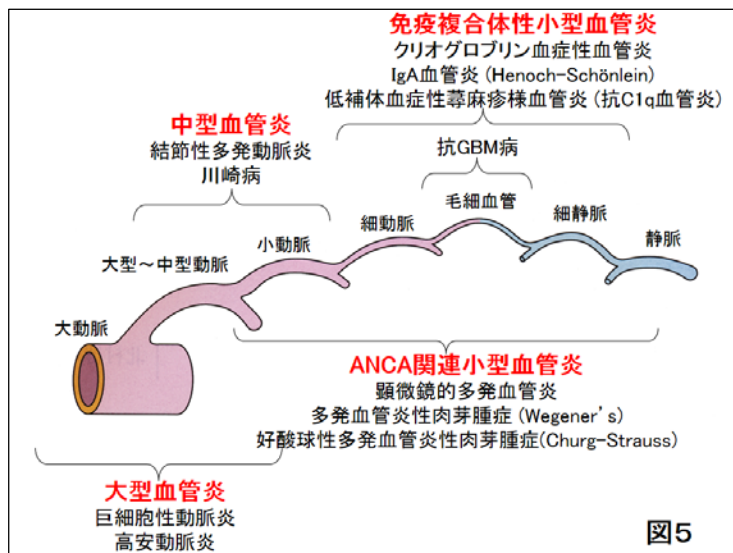 免疫複合体性小型血管炎
クリオグロブリン血症性血管炎
IgA血管炎 (Henoch-Schönlein)
低補体血症性蕁麻疹様血管炎 (抗C1q血管炎)
中型血管炎
結節性多発動脈炎
川崎病
抗GBM病
毛細血管
細動脈
細静脈
小動脈
静脈
大型～中型動脈
大動脈
ANCA関連小型血管炎
顕微鏡的多発血管炎
多発血管炎性肉芽腫症 (Wegener's)
好酸球性多発血管炎性肉芽腫症(Churg-Strauss)
大型血管炎
巨細胞性動脈炎
高安動脈炎
図5